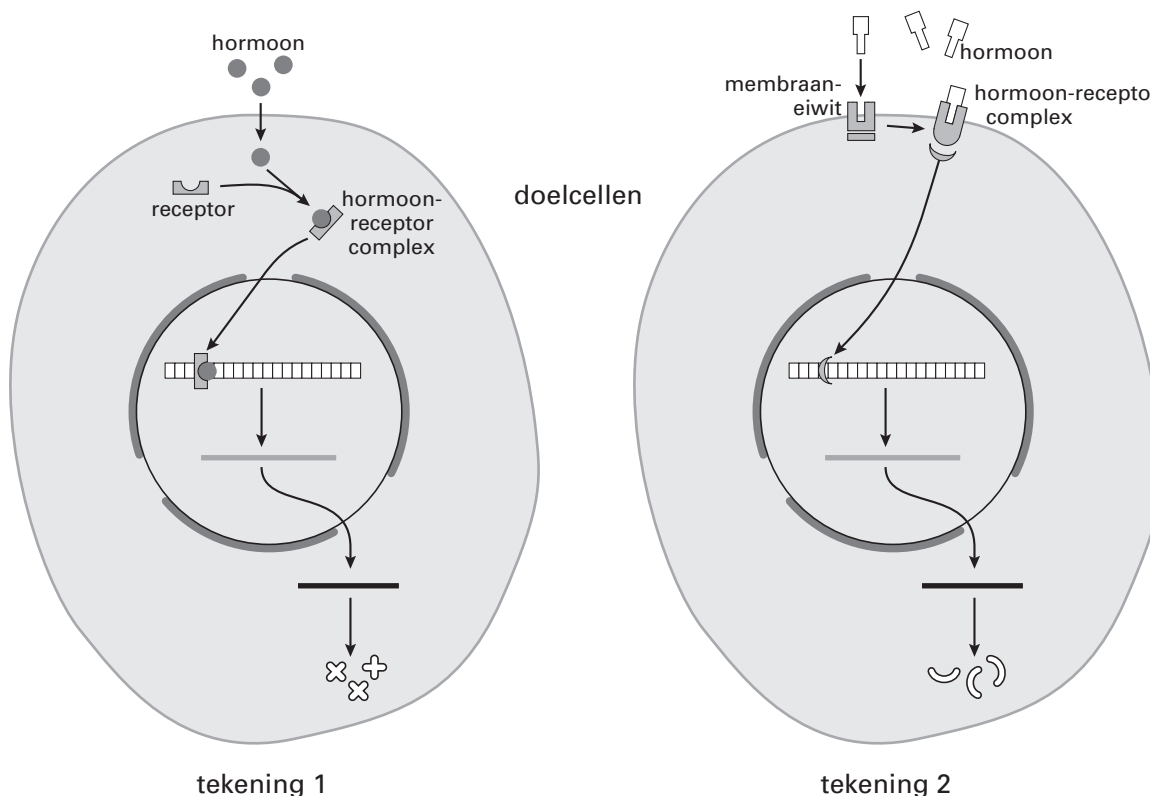 hormoon
receptor
hormoon-
receptor
complex
tekening 1
doelcellen
hormoon
membraan-
eiwit
hormoon-recepto
complex
tekening 2